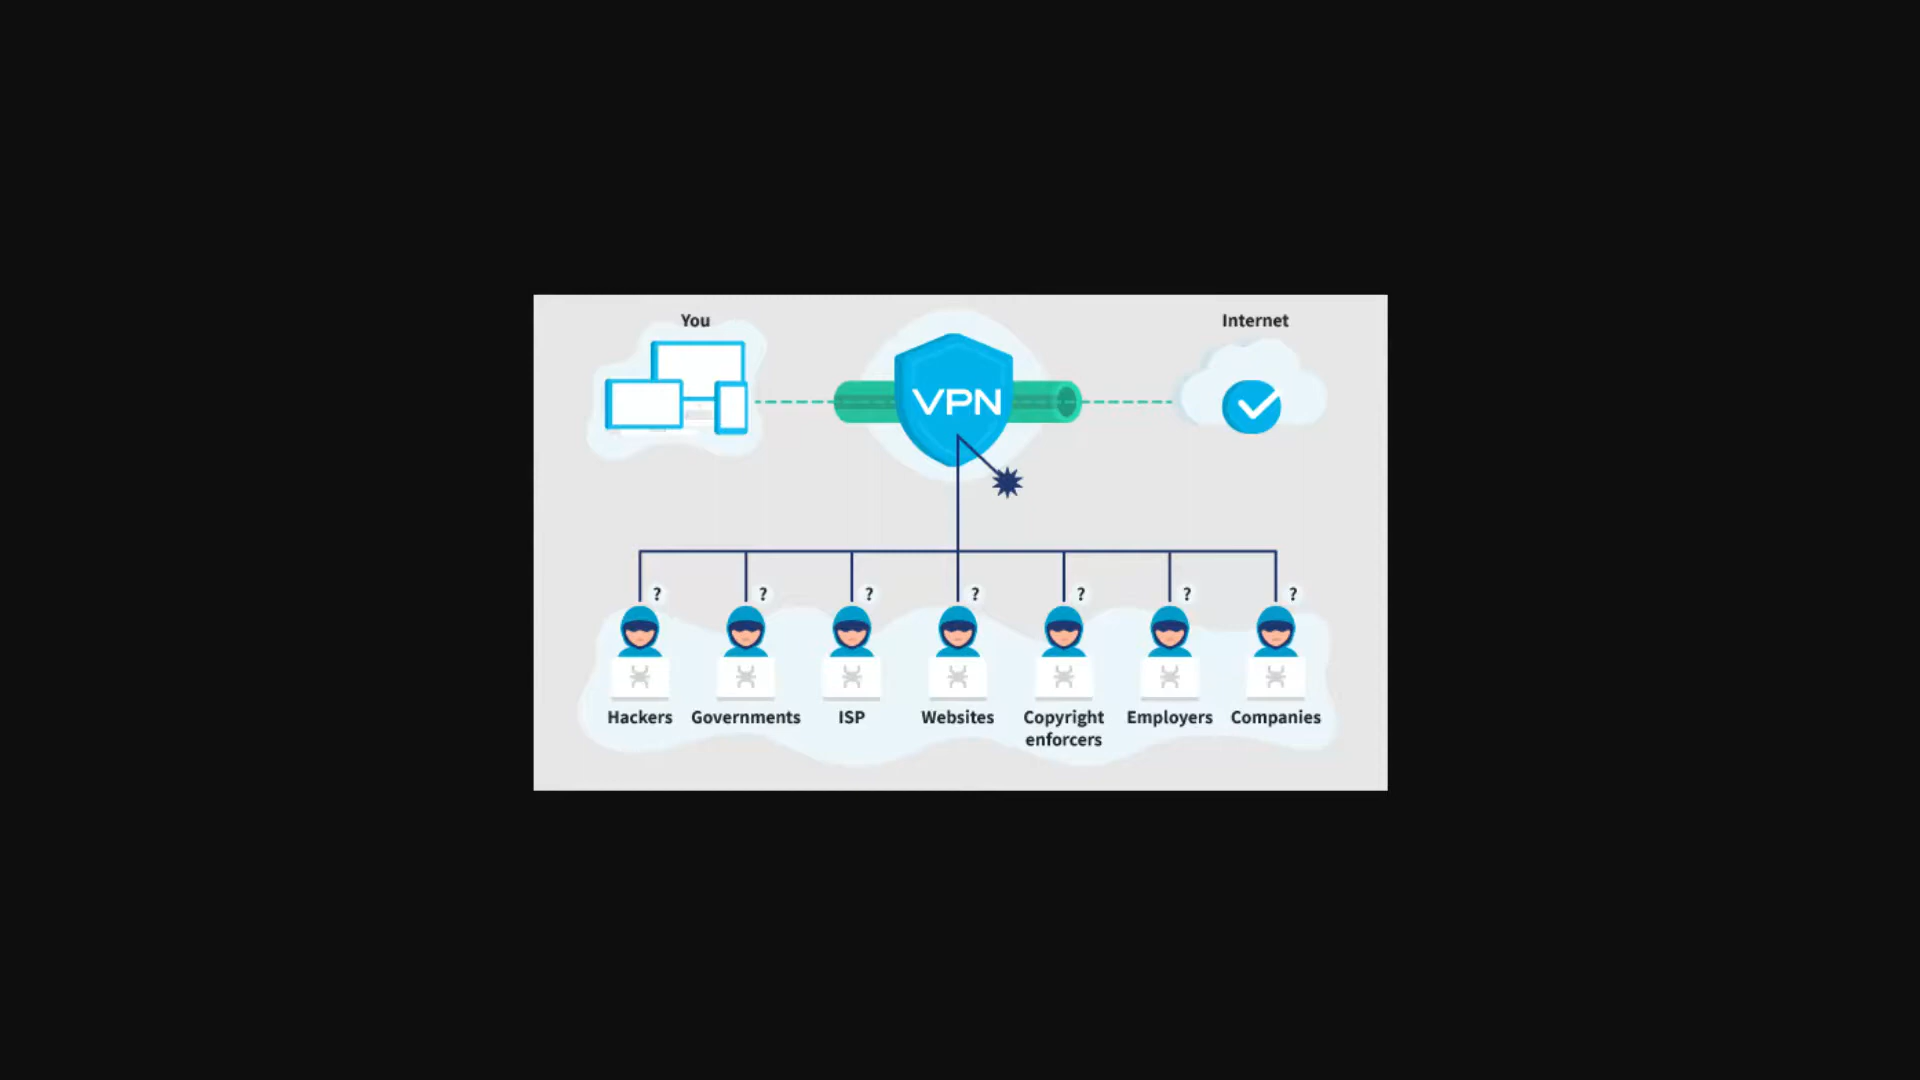 You
Internet
VPN
? ? ? ? ? ? ?
Hackers Governments ISP Websites Copyright Employers Companies
enforcers